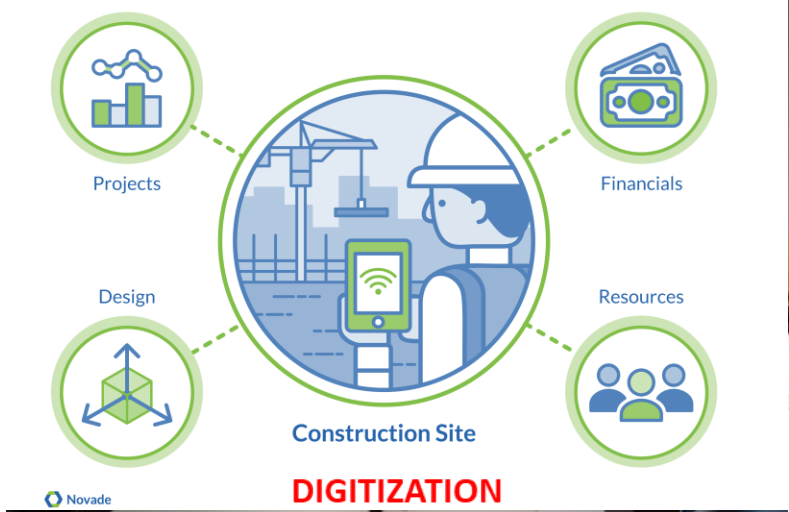 Projects
Financials
Design
Resources
Construction Site
DIGITIZATION
Novade